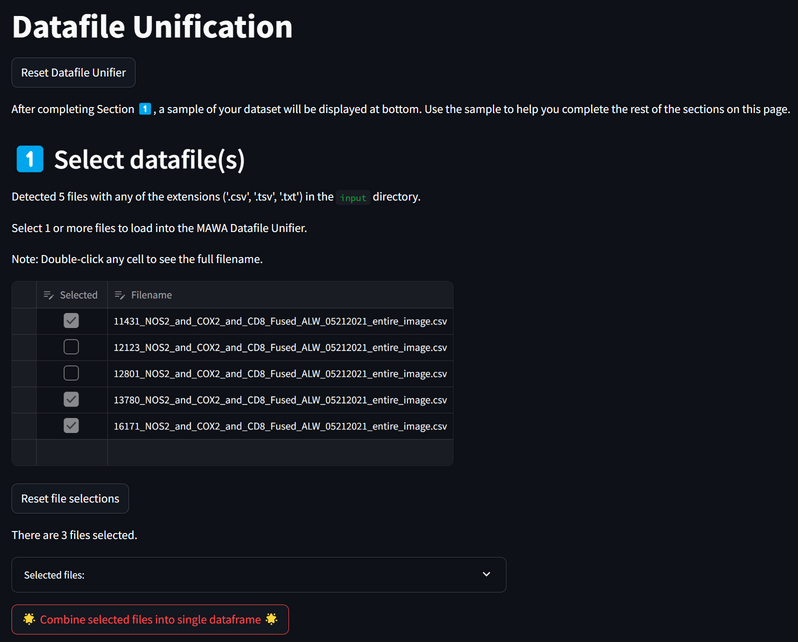 Datafile Unification
Reset Datafile Unifier
After completing Section 1️⃣, a sample of your dataset will be displayed at bottom. Use the sample to help you complete the rest of the sections on this page.
1️⃣ Select datafile(s)
Detected 5 files with any of the extensions ('.csv', '.tsv', '.txt') in the input directory.
Select 1 or more files to load into the MAWA Datafile Unifier.
Note: Double-click any cell to see the full filename.
Selected Filename
11431_NOS2_and_COX2_and_CD8_Fused_ALW_05212021_entire_image.csv
12123_NOS2_and_COX2_and_CD8_Fused_ALW_05212021_entire_image.csv
12801_NOS2_and_COX2_and_CD8_Fused_ALW_05212021_entire_image.csv
13780_NOS2_and_COX2_and_CD8_Fused_ALW_05212021_entire_image.csv
16171_NOS2_and_COX2_and_CD8_Fused_ALW_05212021_entire_image.csv
Reset file selections
There are 3 files selected.
Selected files:
🌟 Combine selected files into single dataframe 🌟